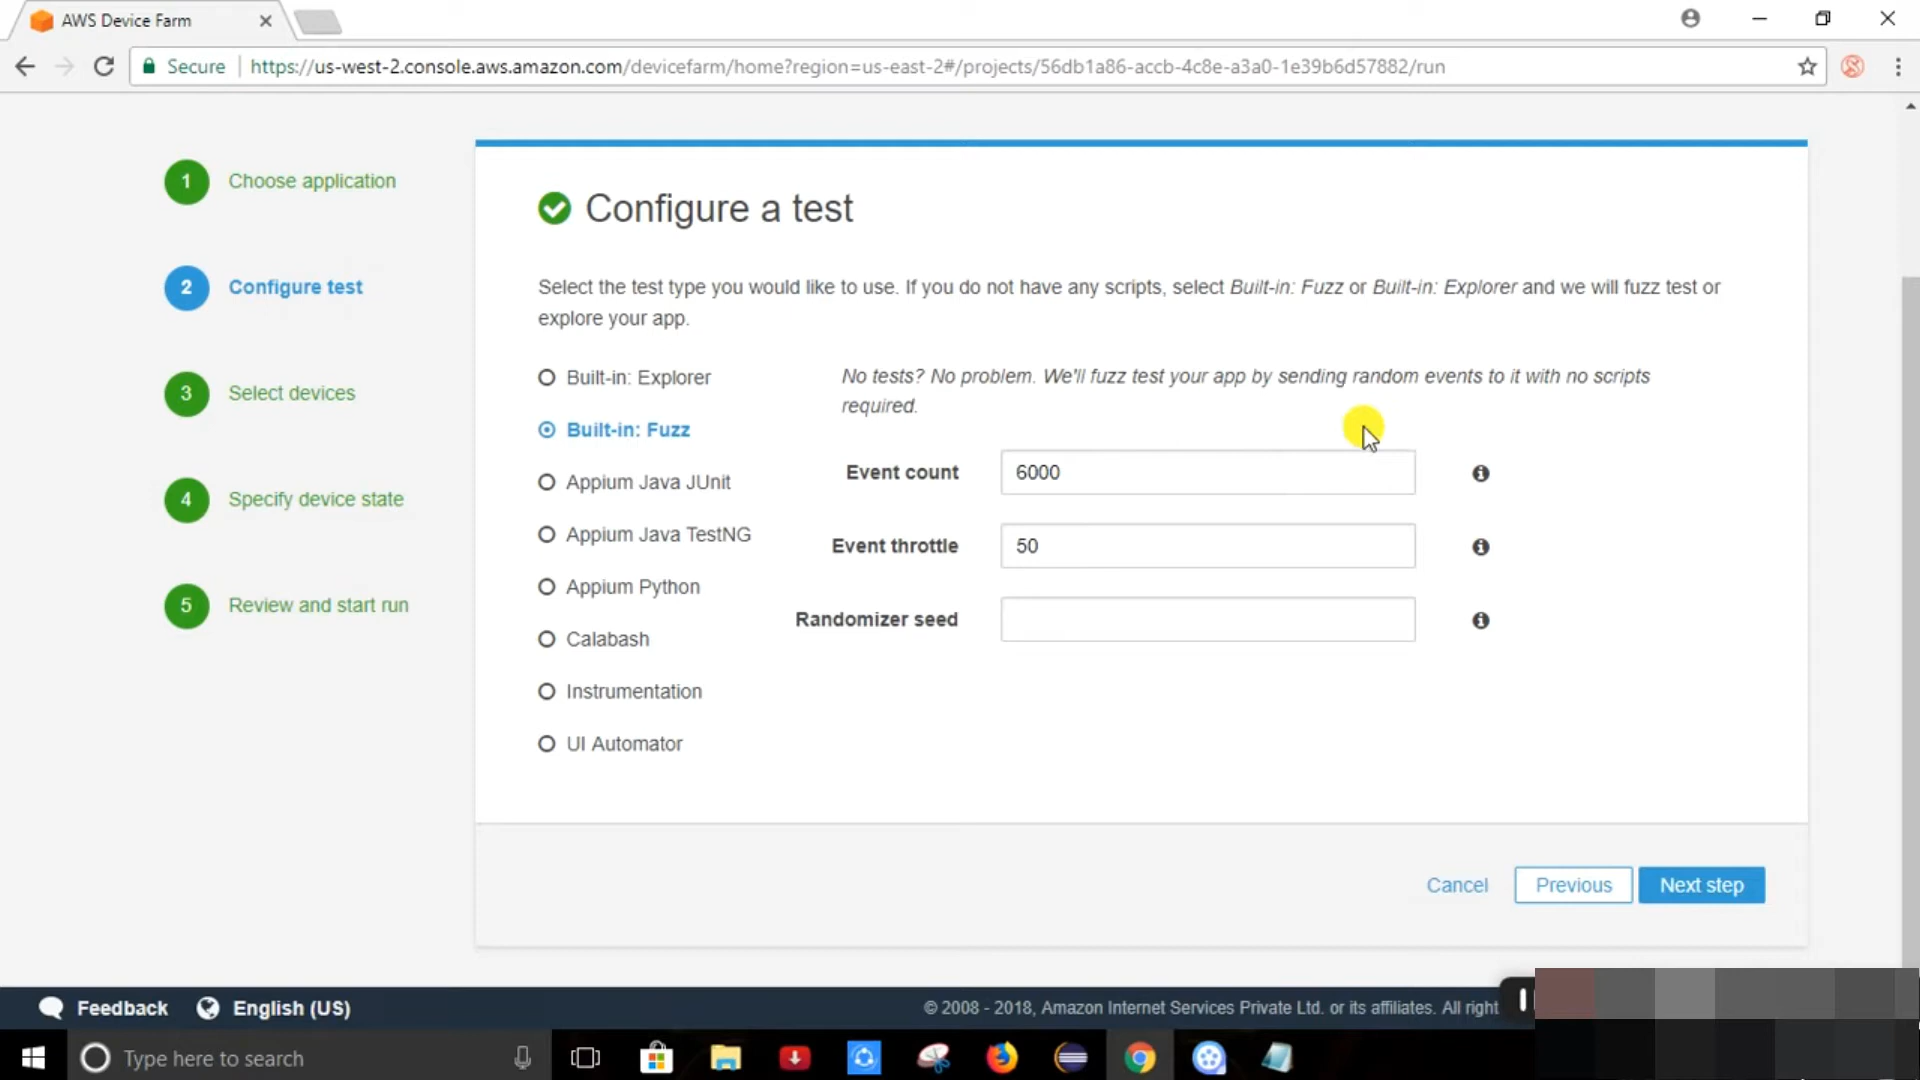 AWS Device Farm
Secure https://us-west-2.console.aws.amazon.com/devicefarm/home?region=us-east-2#/projects/56db1a86-accb-4c8e-a3a0-1e39b6d57882/run
1 Choose application
2 Configure test
3 Select devices
4 Specify device state
5 Review and start run
Configure a test
Select the test type you would like to use. If you do not have any scripts, select Built-in: Fuzz or Built-in: Explorer and we will fuzz test or
explore your app.
Built-in: Explorer
Built-in: Fuzz
Appium Java JUnit
Appium Java TestNG
Appium Python
Calabash
Instrumentation
UI Automator
No tests? No problem. We'll fuzz test your app by sending random events to it with no scripts
required.
Event count 6000
Event throttle 50
Randomizer seed
Cancel Previous Next step
Feedback English (US) © 2008 - 2018, Amazon Internet Services Private Ltd. or its affiliates. All right
Type here to search